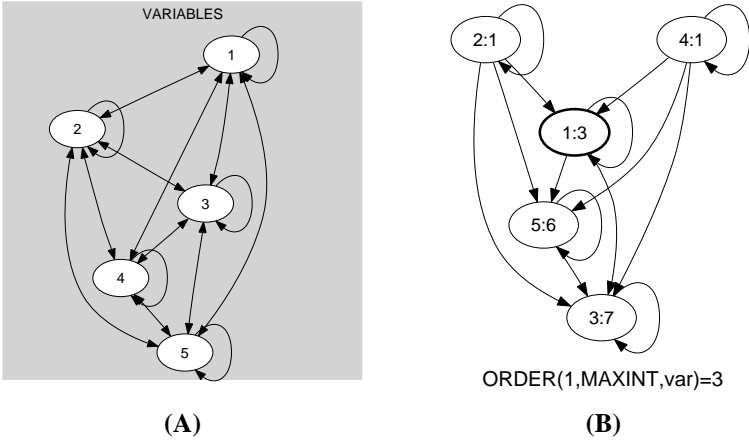 VARIABLES
1
2
3
4
5
2:1
4:1
1:3
5:6
3:7
ORDER(1,MAXINT,var)=3
(A)
(B)